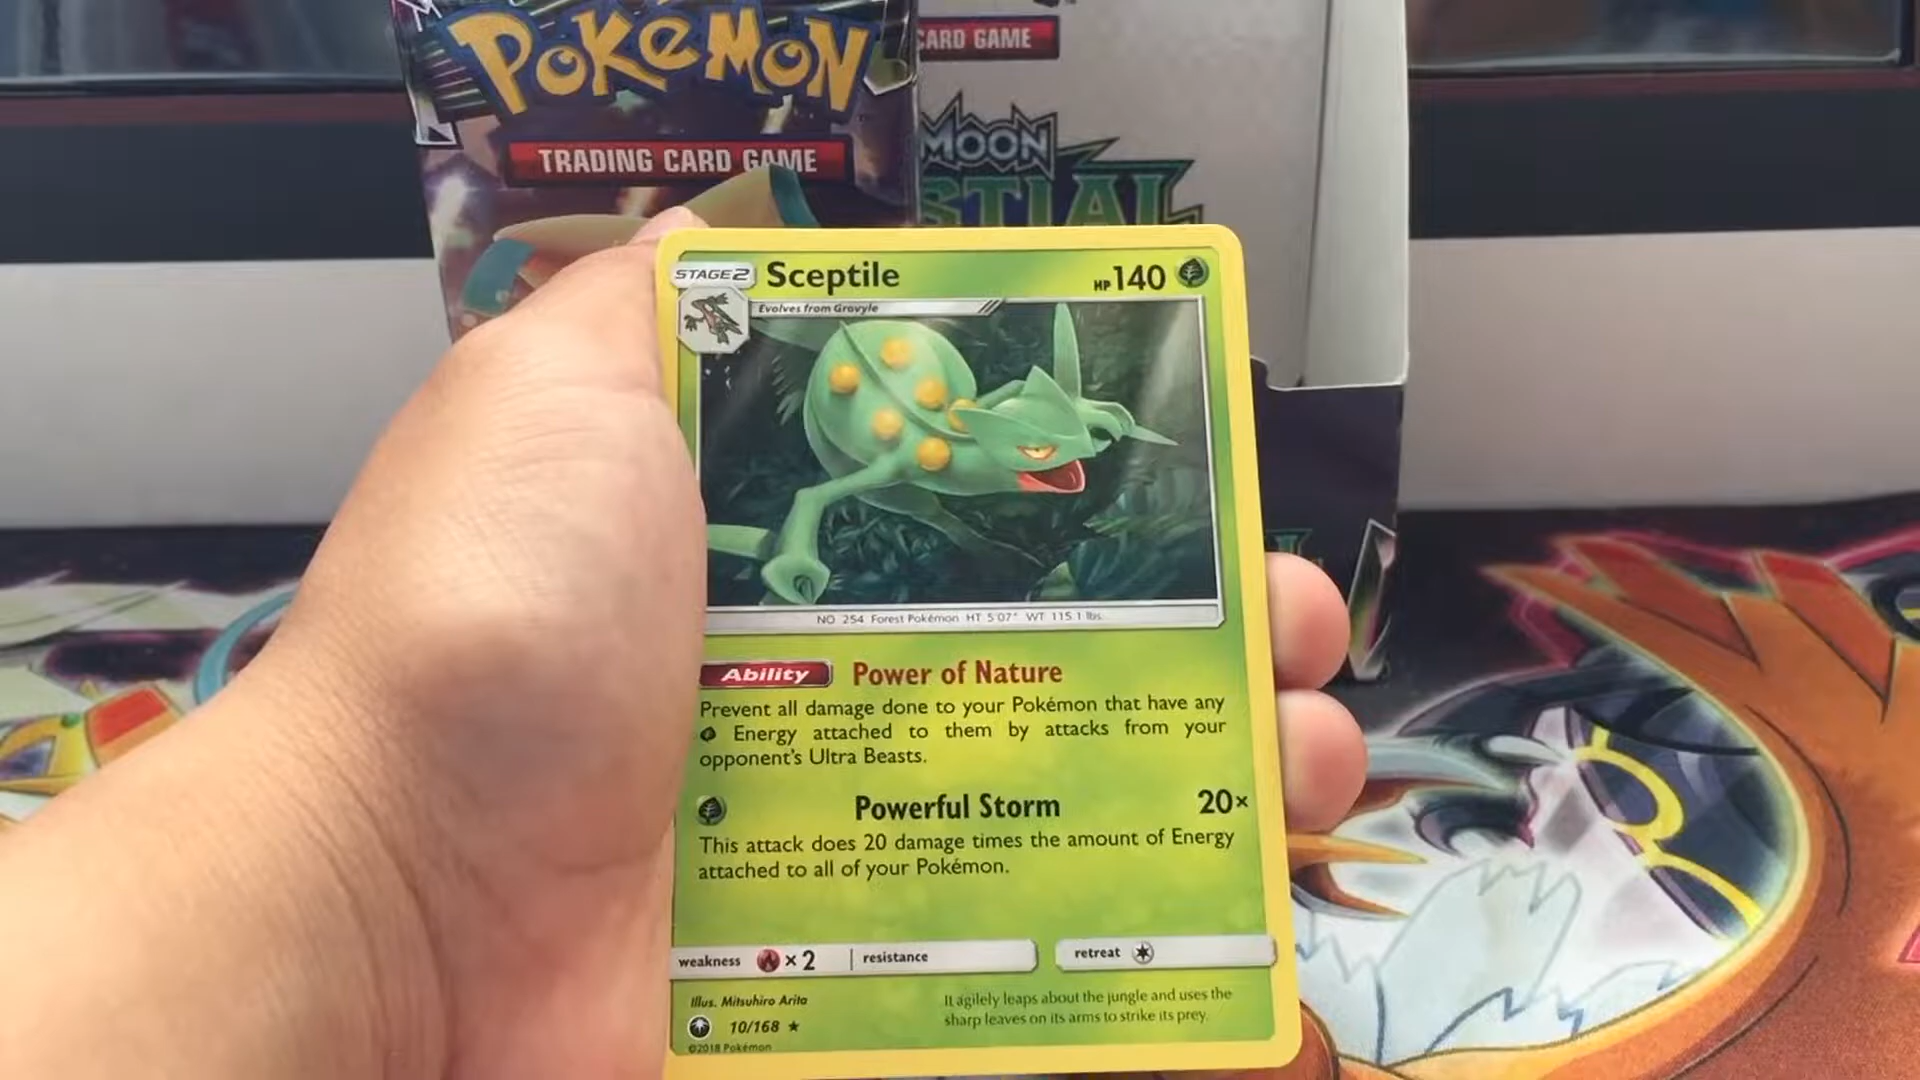 POKÉMON
TRADING CARD GAME
CARD GAME
MOON
STIAL
STAGE2 Sceptile HP140
Evolves from Grovyle
NO 254 Forest Pokémon HT 5'07" WT 115.1 lbs.
Ability Power of Nature
Prevent all damage done to your Pokémon that have any
Energy attached to them by attacks from your
opponent's Ultra Beasts.
Powerful Storm 20×
This attack does 20 damage times the amount of Energy
attached to all of your Pokémon.
weakness ×2 resistance retreat
Illus. Mitsuhiro Arita
It agilely leaps about the jungle and uses the
sharp leaves on its arms to strike its prey.
10/168 ★
©2018 Pokémon